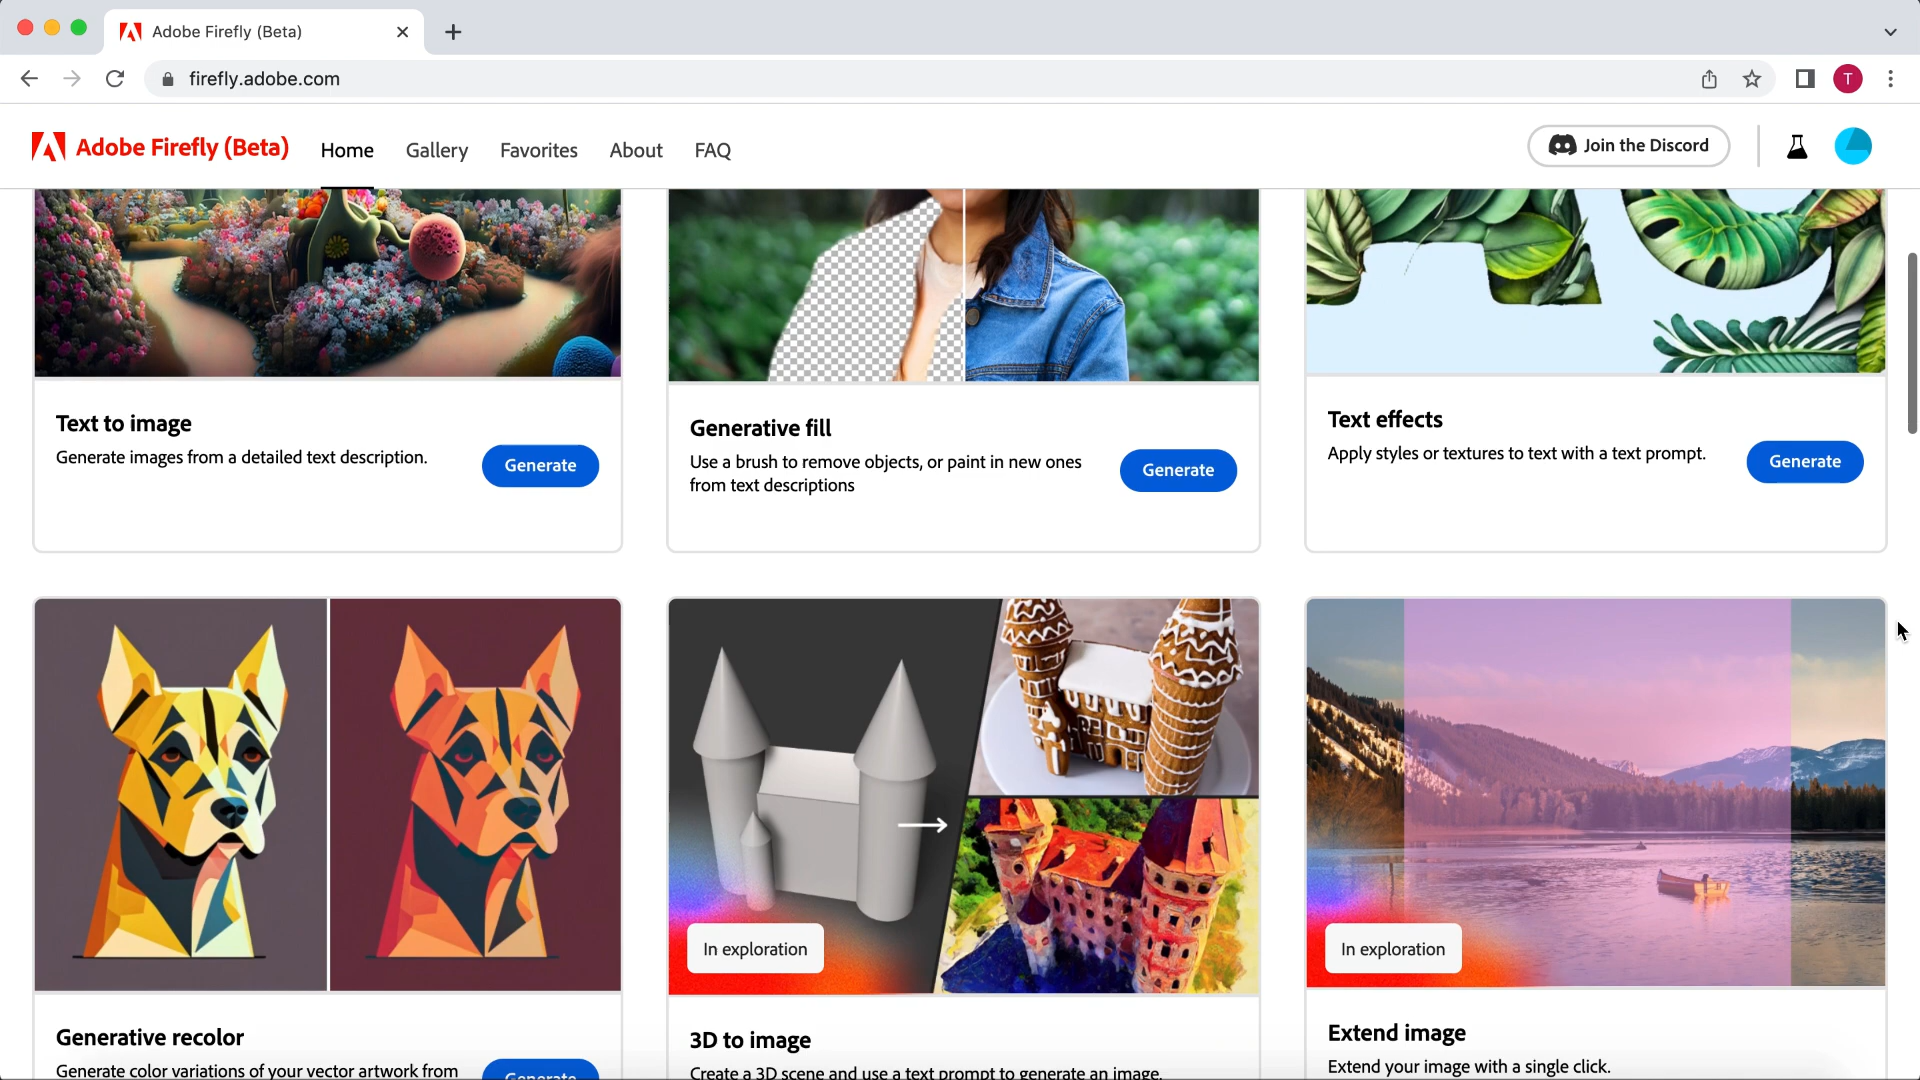 Adobe Firefly (Beta)
firefly.adobe.com
T
Adobe Firefly (Beta)
Home
Gallery
Favorites
About
FAQ
Join the Discord
Text to image
Generate images from a detailed text description.
Generate
Generative fill
Use a brush to remove objects, or paint in new ones
from text descriptions
Generate
Text effects
Apply styles or textures to text with a text prompt.
Generate
In exploration
In exploration
Generative recolor
Generate color variations of your vector artwork from
Generate
3D to image
Create a 3D scene and use a text prompt to generate an image.
Extend image
Extend your image with a single click.